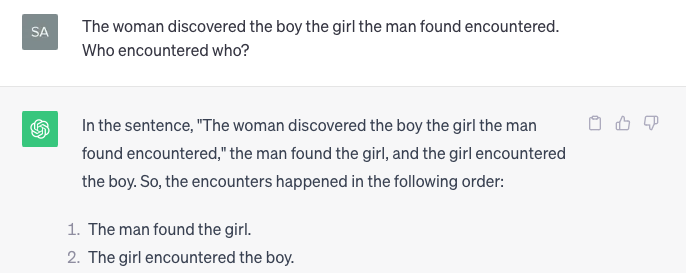 SA
The woman discovered the boy the girl the man found encountered.
Who encountered who?
In the sentence, "The woman discovered the boy the girl the man
found encountered," the man found the girl, and the girl encountered
the boy. So, the encounters happened in the following order:
1. The man found the girl.
2. The girl encountered the boy.